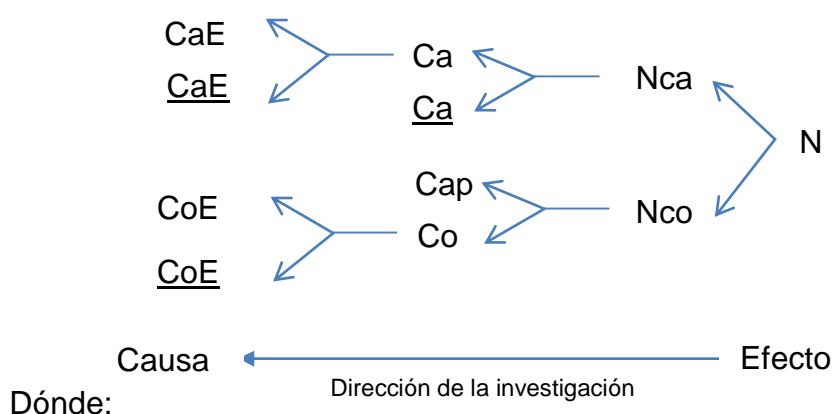 CaE
CaE
Ca
Ca
Nca
N
Cap
Co
Nco
CoE
CoE
Causa
Efecto
Dirección de la investigación
Dónde: